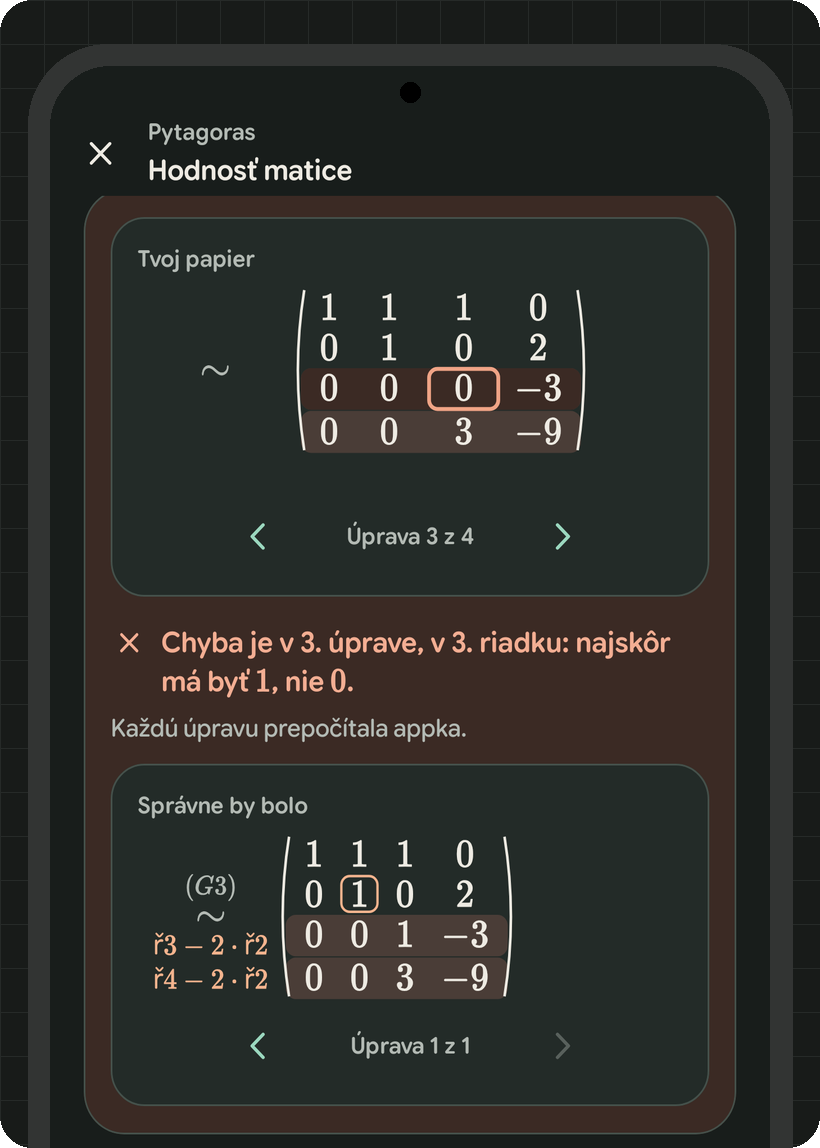 Pytagoras
Hodnosť matice
Tvoj papier
∼
1 1 1 0
0 1 0 2
0 0 0 −3
0 0 3 −9
Úprava 3 z 4
Chyba je v 3. úprave, v 3. riadku: najskôr
má byť 1, nie 0.
Každú úpravu prepočítala appka.
Správne by bolo
(G3)
∼
ř3 − 2 · ř2
ř4 − 2 · ř2
1 1 1 0
0 1 0 2
0 0 1 −3
0 0 3 −9
Úprava 1 z 1